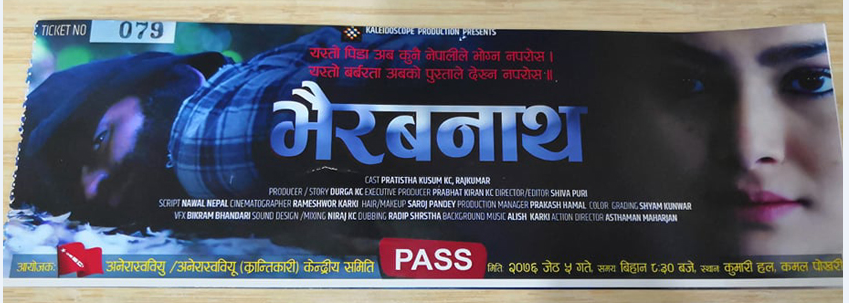 TICKET NO 079
KALEIDOSCOPE PRODUCTION PRESENTS
यस्तो पिडा अब कुनै नेपालीले भोग्न नपरोस ।
यस्तो बर्बरता अबको पुस्ताले देख्न नपरोस ॥
भैरबनाथ
CAST PRATISTHA KUSUM KC, RAJKUMAR
PRODUCER / STORY DURGA KC EXECUTIVE PRODUCER PRABHAT KIRAN KC DIRECTOR/EDITOR SHIVA PURI
SCRIPT NAWAL NEPAL CINEMATOGRAPHER RAMESHWOR KARKI HAIR/MAKEUP SAROJ PANDEY PRODUCTION MANAGER PRAKASH HAMAL COLOR GRADING SHYAM KUNWAR
VFX BIKRAM BHANDARI SOUND DESIGN /MIXING NIRAJ KC DUBBING RADIP SHRSTHA BACKGROUND MUSIC ALISH KARKI ACTION DIRECTOR ASTHAMAN MAHARJAN
आयोजकः अनेरास्ववियु /अनेरास्ववियू (क्रान्तिकारी) केन्द्रीय समिति PASS मिति. २०७६ जेठ ५ गते, समय बिहान ८:३० बजे, स्थान कुमारी हल, कमल पोखरी